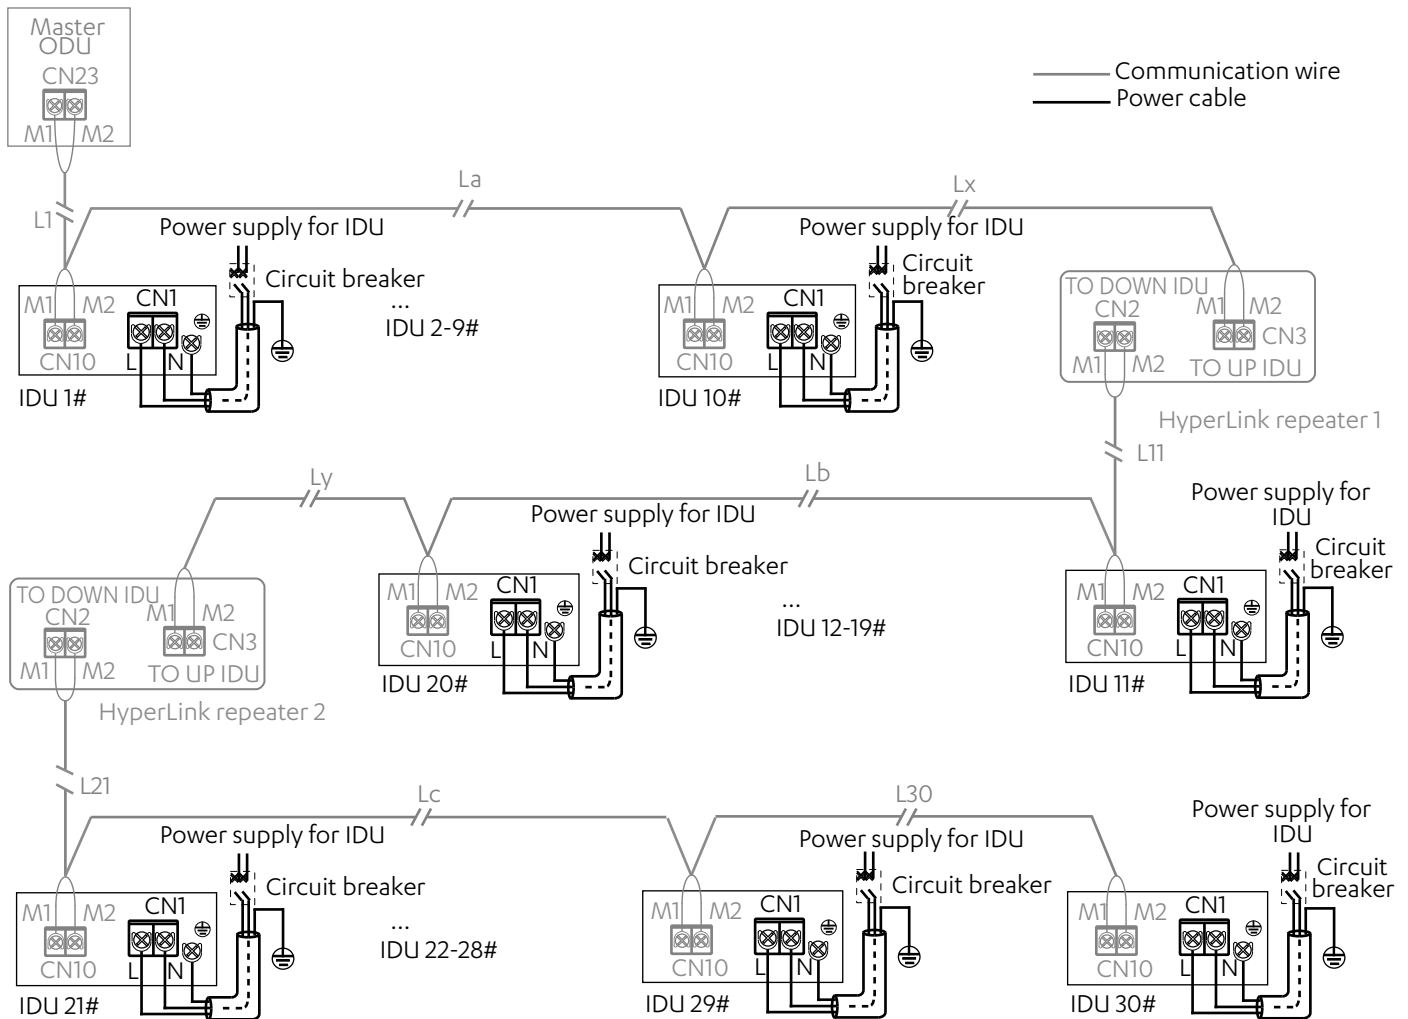 Master
ODU
CN23
M1 M2
Communication wire
Power cable
L1
La
Lx
Power supply for IDU
Circuit breaker
M1 M2
CN1
CN10
L N
IDU 1#
...
IDU 2-9#
Power supply for IDU
Circuit
breaker
M1 M2
CN1
CN10
L N
IDU 10#
TO DOWN IDU
CN2
M1 M2
M1 M2
CN3
TO UP IDU
HyperLink repeater 1
L11
Ly
Lb
TO DOWN IDU
CN2
M1 M2
M1 M2
CN3
TO UP IDU
HyperLink repeater 2
Power supply for IDU
Circuit breaker
M1 M2
CN1
CN10
L N
IDU 20#
...
IDU 12-19#
Power supply for
IDU
Circuit
breaker
M1 M2
CN1
CN10
L N
IDU 11#
L21
Lc
L30
Power supply for IDU
Circuit breaker
M1 M2
CN1
CN10
L N
IDU 21#
...
IDU 22-28#
Power supply for IDU
Circuit breaker
M1 M2
CN1
CN10
L N
IDU 29#
Power supply for
IDU
Circuit
breaker
M1 M2
CN1
CN10
L N
IDU 30#